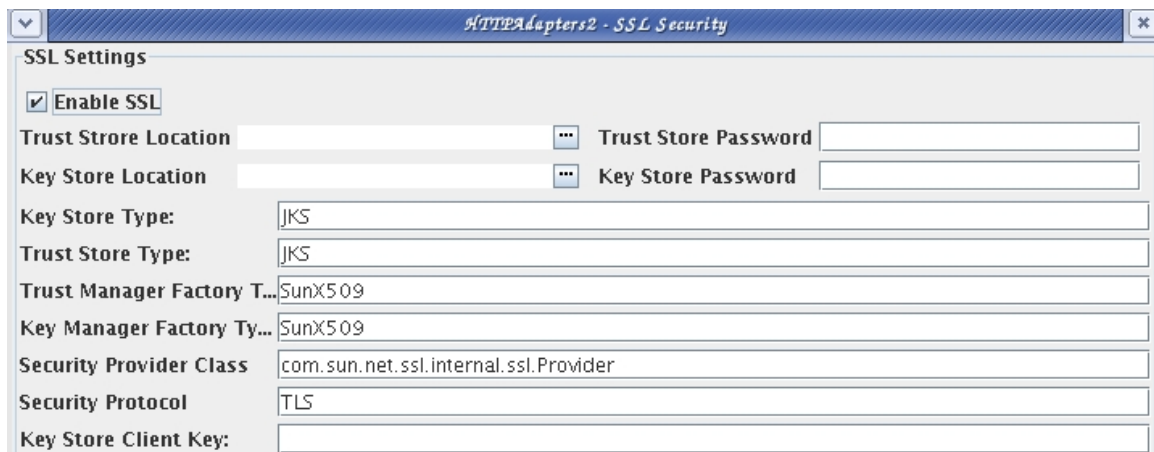 HTTPAdapters2 - SSL Security
SSL Settings
Enable SSL
Trust Strore Location ... Trust Store Password
Key Store Location ... Key Store Password
Key Store Type: JKS
Trust Store Type: JKS
Trust Manager Factory T... SunX509
Key Manager Factory Ty... SunX509
Security Provider Class com.sun.net.ssl.internal.ssl.Provider
Security Protocol TLS
Key Store Client Key: